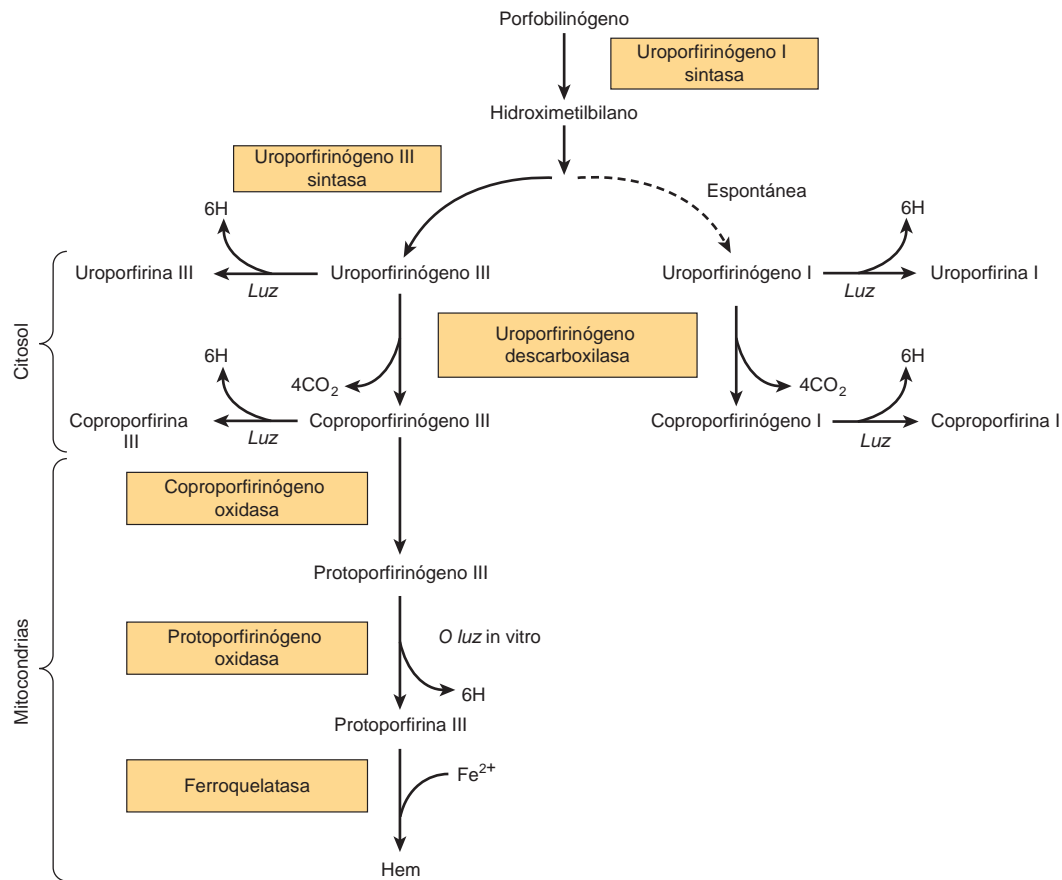 Porfobilinógeno
Uroporfirinógeno I
sintasa
Hidroximetilbilano
Uroporfirinógeno III
sintasa
Espontánea
6H
6H
Uroporfirina III
Luz
Uroporfirinógeno III
Uroporfirinógeno I
Luz
Uroporfirina I
Citosol
Uroporfirinógeno
descarboxilasa
6H
4CO₂
4CO₂
6H
Coproporfirina
III
Luz
Coproporfirinógeno III
Coproporfirinógeno I
Luz
Coproporfirina I
Mitocondrias
Coproporfirinógeno
oxidasa
Protoporfirinógeno III
Protoporfirinógeno
oxidasa
O luz in vitro
6H
Protoporfirina III
Ferroquelatasa
Fe²⁺
Hem